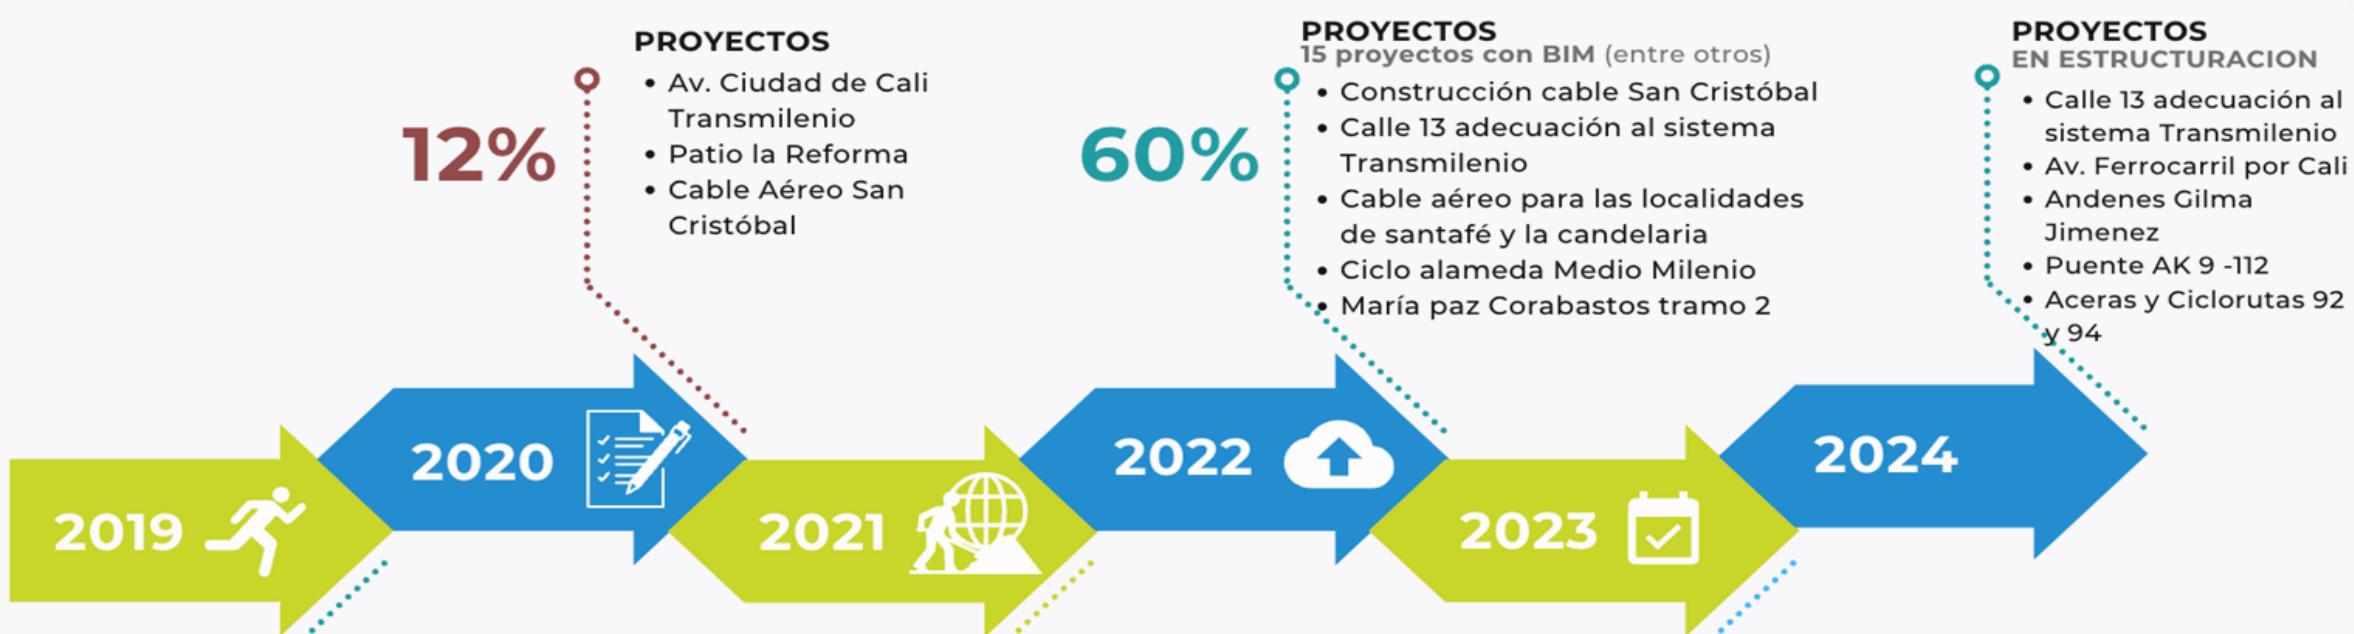 PROYECTOS
12%
• Av. Ciudad de Cali
Transmilenio
• Patio la Reforma
• Cable Aéreo San
Cristóbal
PROYECTOS
15 proyectos con BIM (entre otros)
60%
• Construcción cable San Cristóbal
• Calle 13 adecuación al sistema
Transmilenio
• Cable aéreo para las localidades
de santafé y la candelaria
• Ciclo alameda Medio Milenio
• María paz Corabastos tramo 2
PROYECTOS
EN ESTRUCTURACION
• Calle 13 adecuación al
sistema Transmilenio
• Av. Ferrocarril por Cali
• Andenes Gilma
Jimenez
• Puente AK 9 -112
• Aceras y Ciclorutas 92
y 94
2019
2020
2021
2022
2023
2024